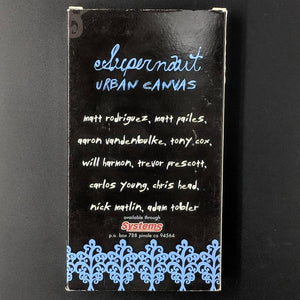 Supernaut
URBAN CANVAS
matt rodriguez, matt pailes,
aaron vandenbulke, tony cox,
will harmon, trevor prescott,
carlos young, chris head,
nick matlin, adam tobler
available through
Systems
p.o. box 788 pinole ca 94564